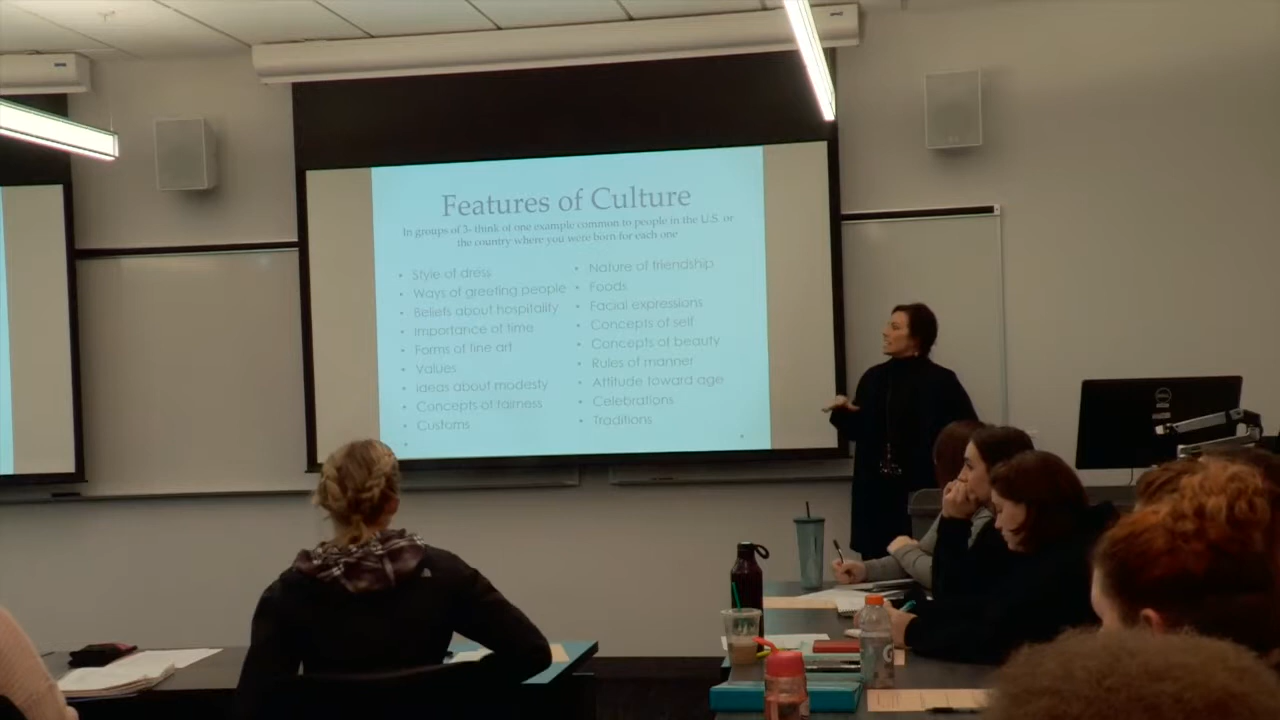 Features of Culture
In groups of 3- think of one example common to people in the U.S. or
the country where you were born for each one
• Style of dress
• Ways of greeting people
• Beliefs about hospitality
• Importance of time
• Forms of fine art
• Values
• Ideas about modesty
• Concepts of fairness
• Customs
• Nature of friendship
• Foods
• Facial expressions
• Concepts of self
• Concepts of beauty
• Rules of manner
• Attitude toward age
• Celebrations
• Traditions
DELL